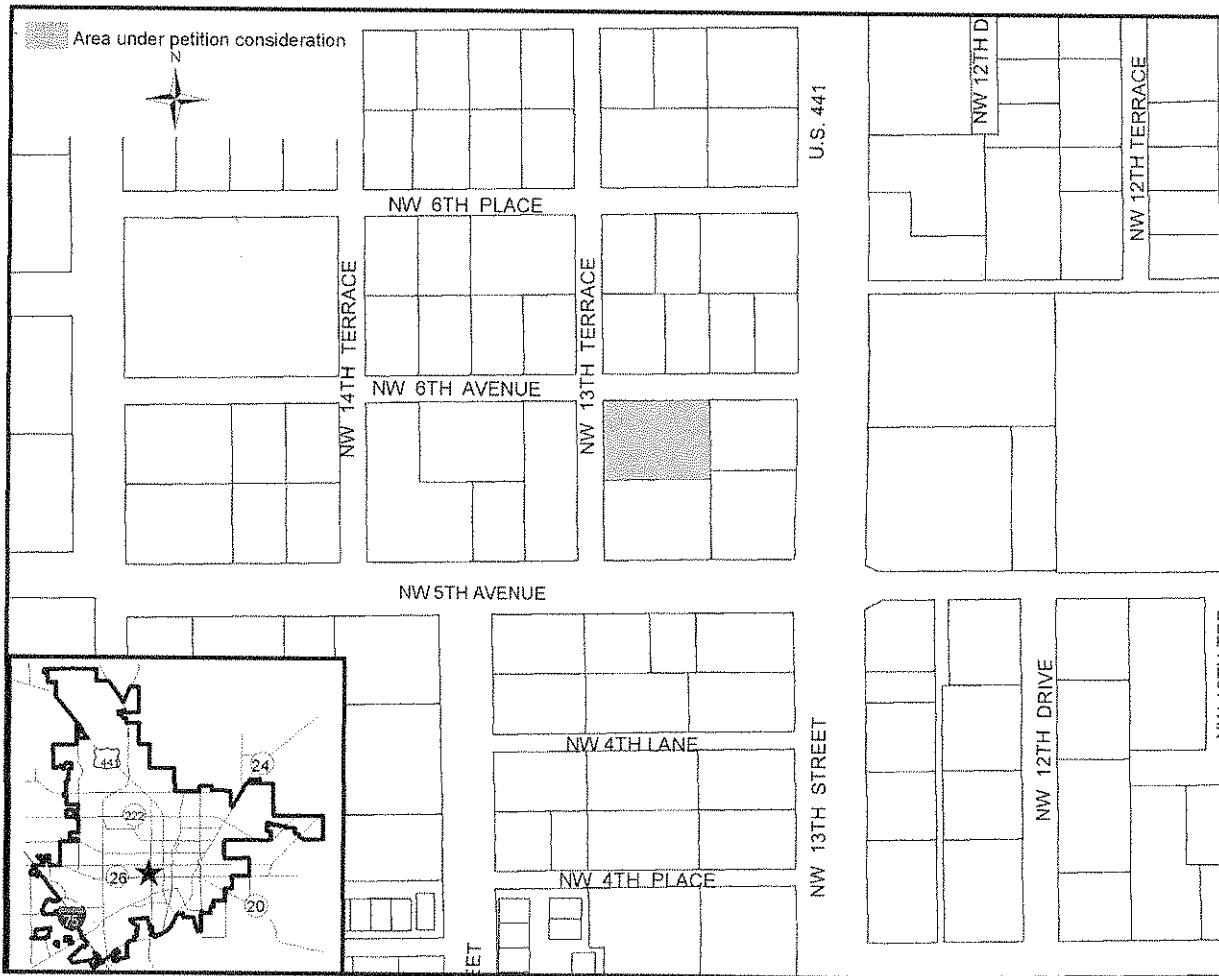 Area under petition consideration
N
U.S. 441
NW 12TH D
NW 12TH TERRACE
NW 6TH PLACE
NW 14TH TERRACE
NW 13TH TERRACE
NW 6TH AVENUE
NW 5TH AVENUE
NW 4TH LANE
NW 13TH STREET
NW 12TH DRIVE
NW 4TH PLACE
EET
441
24
222
26
20
75